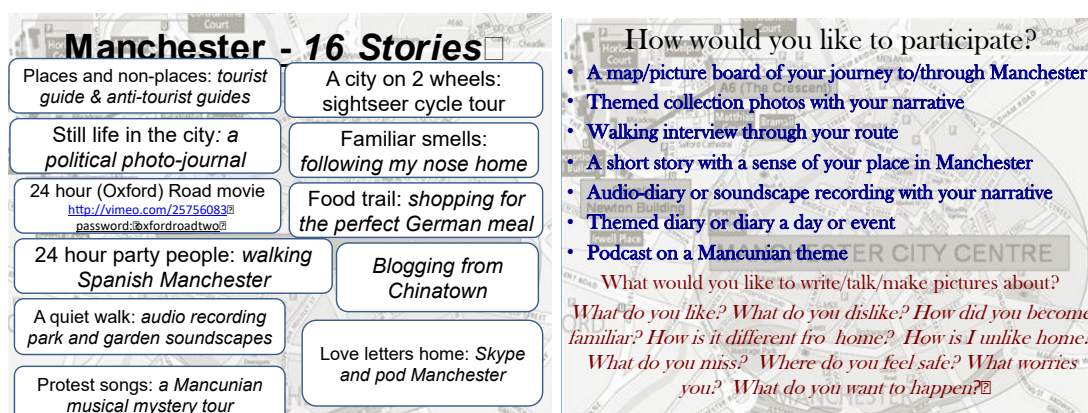 Manchester - 16 Stories
Places and non-places: tourist
guide & anti-tourist guides
A city on 2 wheels:
sightseer cycle tour
Still life in the city: a
political photo-journal
Familiar smells:
following my nose home
24 hour (Oxford) Road movie
http://vimeo.com/25756083
password: oxfordroadtwo
Food trail: shopping for
the perfect German meal
24 hour party people: walking
Spanish Manchester
Blogging from
Chinatown
A quiet walk: audio recording
park and garden soundscapes
Love letters home: Skype
and pod Manchester
Protest songs: a Mancunian
musical mystery tour
How would you like to participate?
• A map/picture board of your journey to/through Manchester
• Themed collection photos with your narrative
• Walking interview through your route
• A short story with a sense of your place in Manchester
• Audio-diary or soundscape recording with your narrative
• Themed diary or diary a day or event
• Podcast on a Mancunian theme
What would you like to write/talk/make pictures about?
What do you like? What do you dislike? How did you become
familiar? How is it different fro home? How is I unlike home.
What do you miss? Where do you feel safe? What worries
you? What do you want to happen?
A6 (The Crescent)
Newton Building
MANCHESTER CITY CENTRE